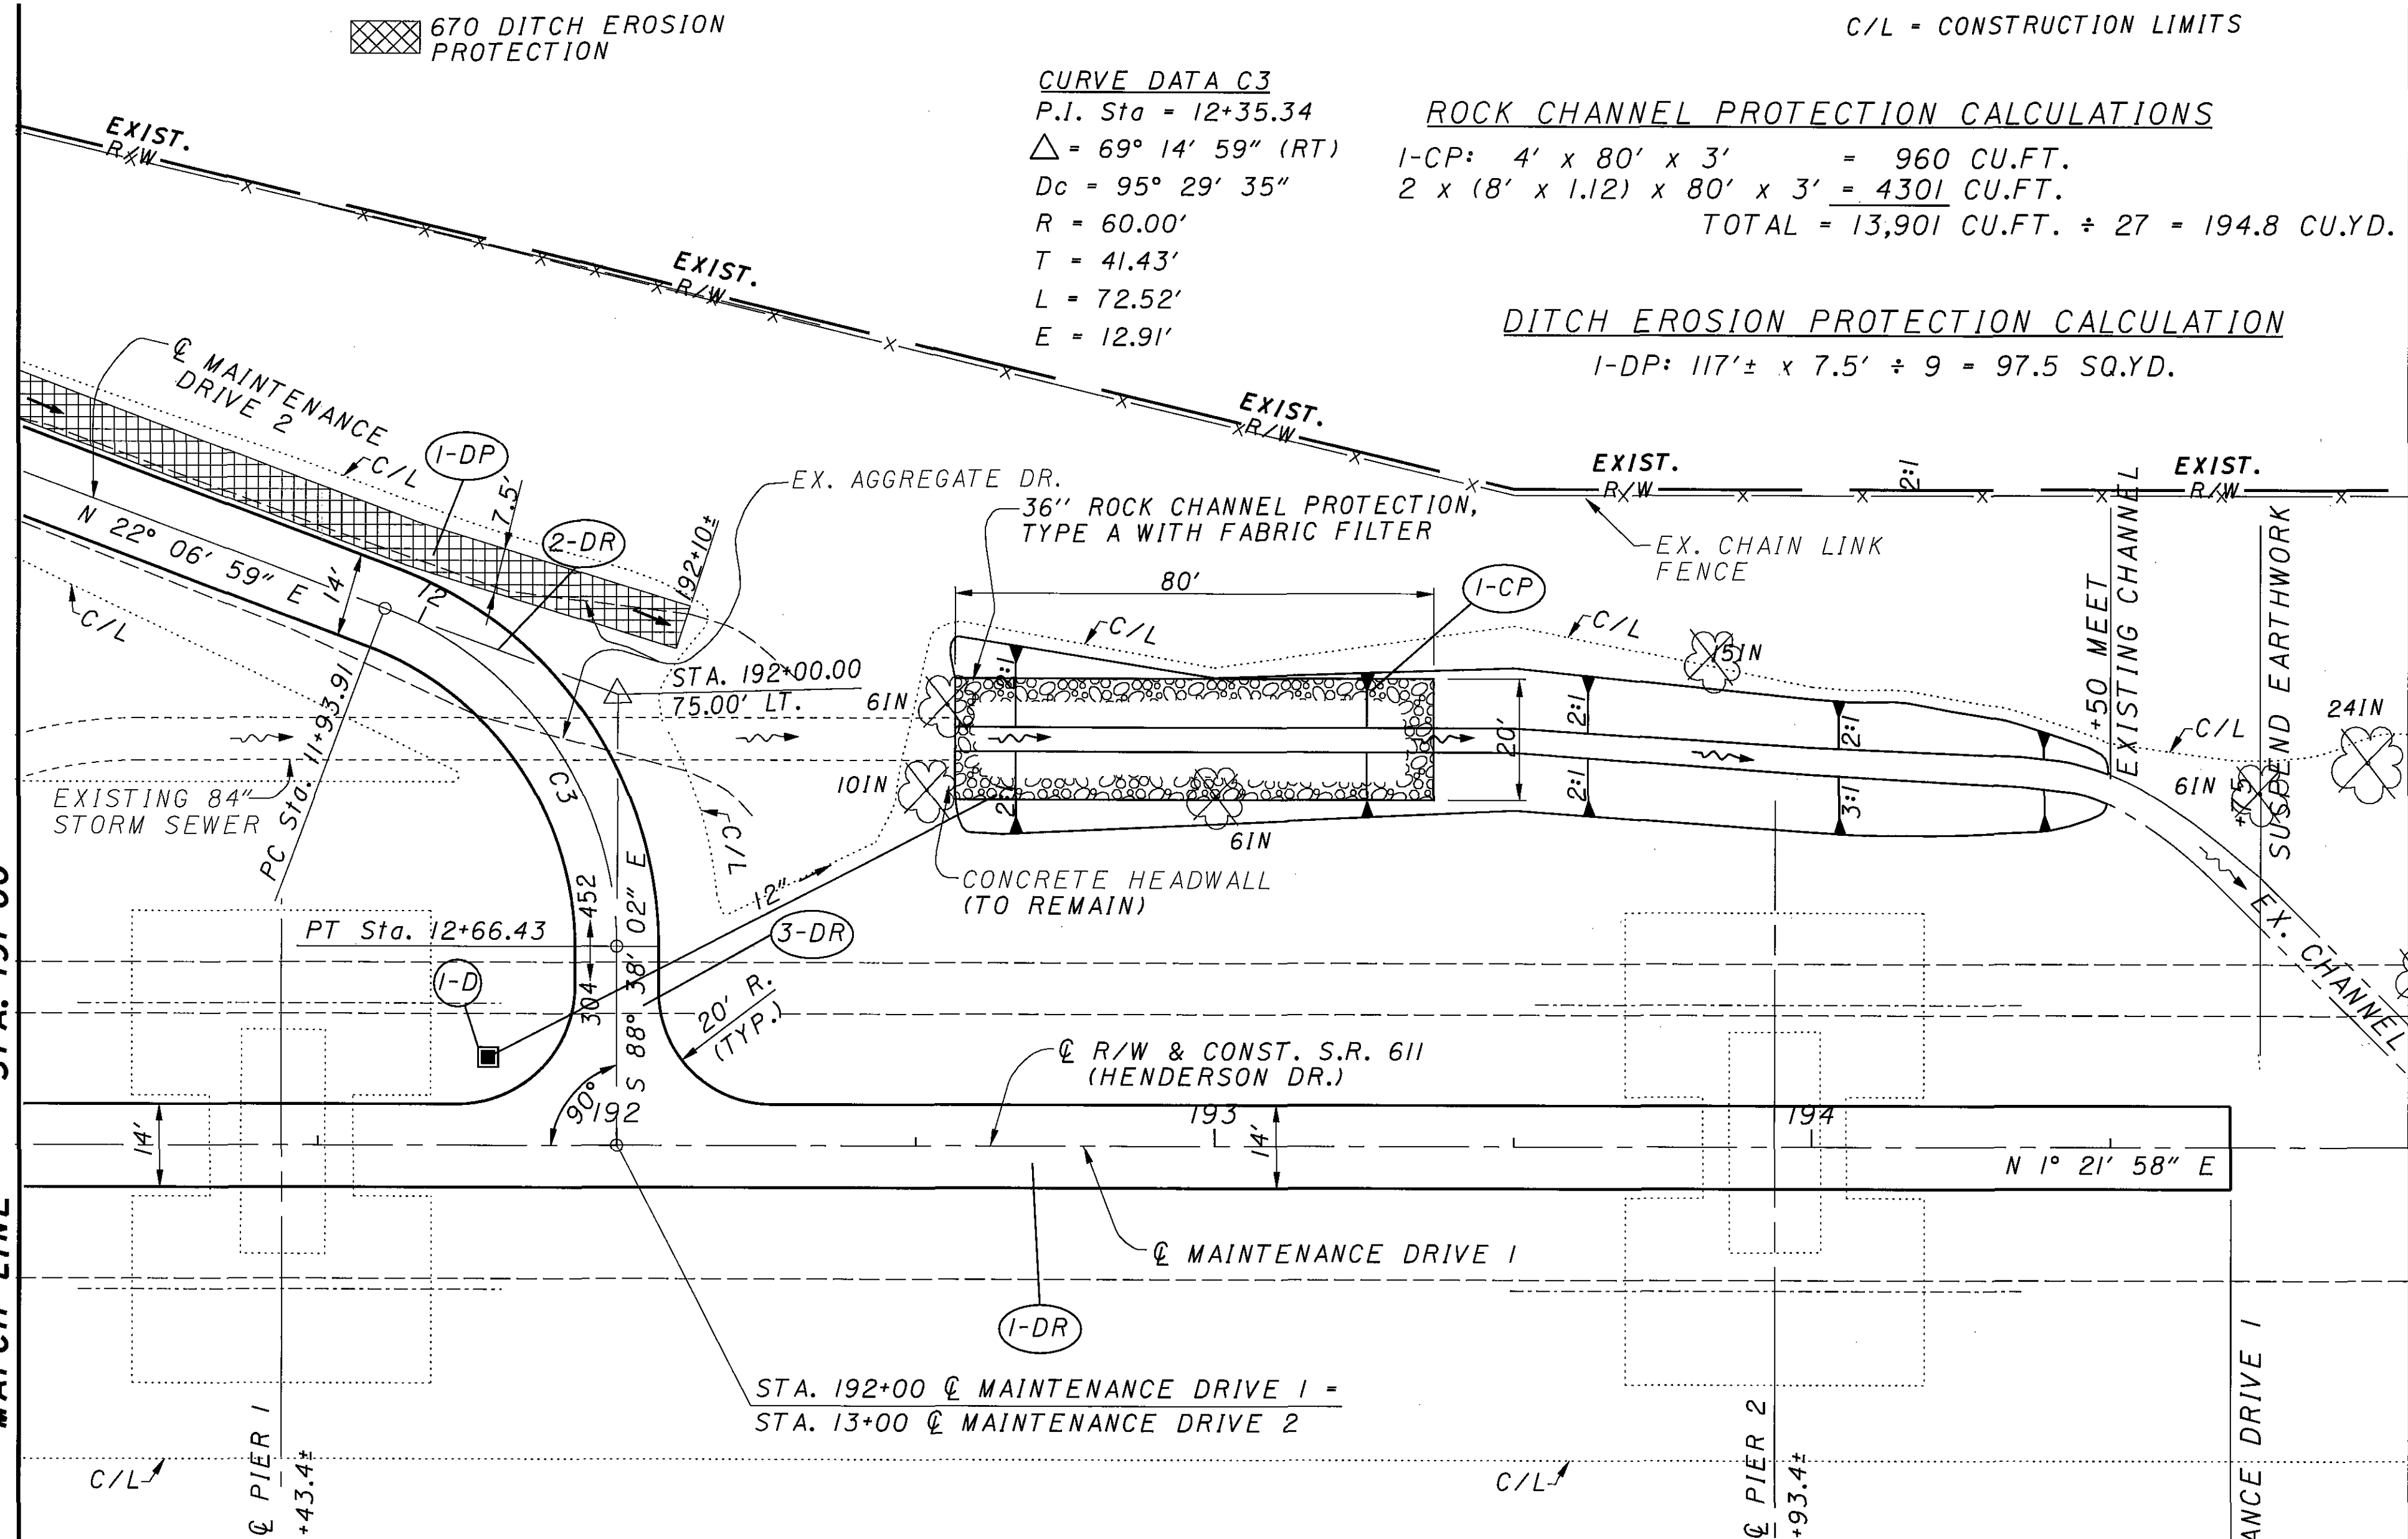 670 DITCH EROSION
PROTECTION
C/L = CONSTRUCTION LIMITS
CURVE DATA C3
P.I. Sta = 12+35.34
△ = 69° 14' 59" (RT)
Dc = 95° 29' 35"
R = 60.00'
T = 41.43'
L = 72.52'
E = 12.91'
ROCK CHANNEL PROTECTION CALCULATIONS
1-CP: 4' x 80' x 3' = 960 CU.FT.
2 x (8' x 1.12) x 80' x 3' = 4301 CU.FT.
TOTAL = 13,901 CU.FT. ÷ 27 = 194.8 CU.YD.
DITCH EROSION PROTECTION CALCULATION
1-DP: 117'± x 7.5' ÷ 9 = 97.5 SQ.YD.
EXIST.
R/W
EXIST.
R/W
EXIST.
R/W
EXIST.
R/W
2:1
EXIST.
R/W
℄ MAINTENANCE
DRIVE 2
C/L
1-DP
7.5'
2-DR
192+10±
EX. AGGREGATE DR.
36" ROCK CHANNEL PROTECTION,
TYPE A WITH FABRIC FILTER
EX. CHAIN LINK
FENCE
80'
1-CP
N 22° 06' 59" E
14'
12
C/L
C/L
C/L
15IN
+50 MEET
EXISTING CHANNEL
SUSPEND EARTHWORK
+75
STA. 192+00.00
75.00' LT.
6IN
2:1
20'
2:1
2:1
C/L
24IN
6IN
10IN
2:1
2:1
3:1
6IN
EXISTING 84"
STORM SEWER
PC Sta. 11+93.91
C3
C/L
12"
CONCRETE HEADWALL
(TO REMAIN)
EX. CHANNEL
PT Sta. 12+66.43
304
452
S 88° 38' 02" E
3-DR
1-D
20' R.
(TYP.)
℄ R/W & CONST. S.R. 611
(HENDERSON DR.)
90°
192
193
194
14'
14'
N 1° 21' 58" E
℄ MAINTENANCE DRIVE 1
1-DR
STA. 192+00 ℄ MAINTENANCE DRIVE 1 =
STA. 13+00 ℄ MAINTENANCE DRIVE 2
C/L
℄ PIER 1
+43.4±
C/L
℄ PIER 2
+93.4±
ANCE DRIVE 1